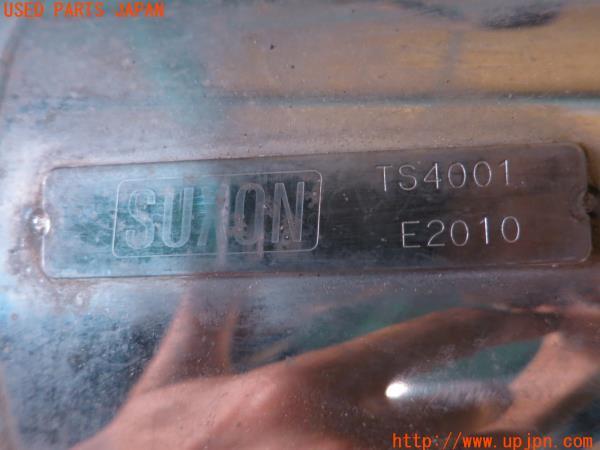 USED PARTS JAPAN
SUXON
TS4001
E2010
http://www.upjpn.com/